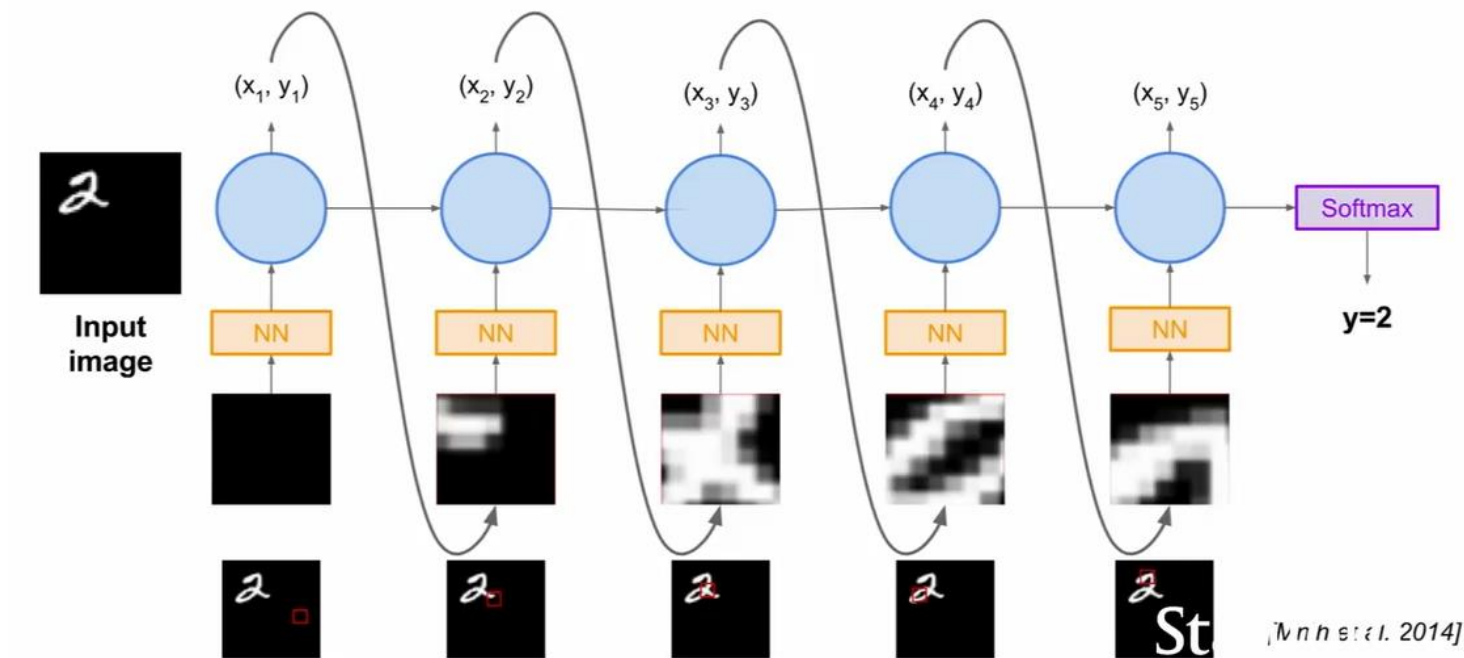 (x1, y1) (x2, y2) (x3, y3) (x4, y4) (x5, y5)
Softmax
Input
image
NN NN NN NN NN
y=2
2014]